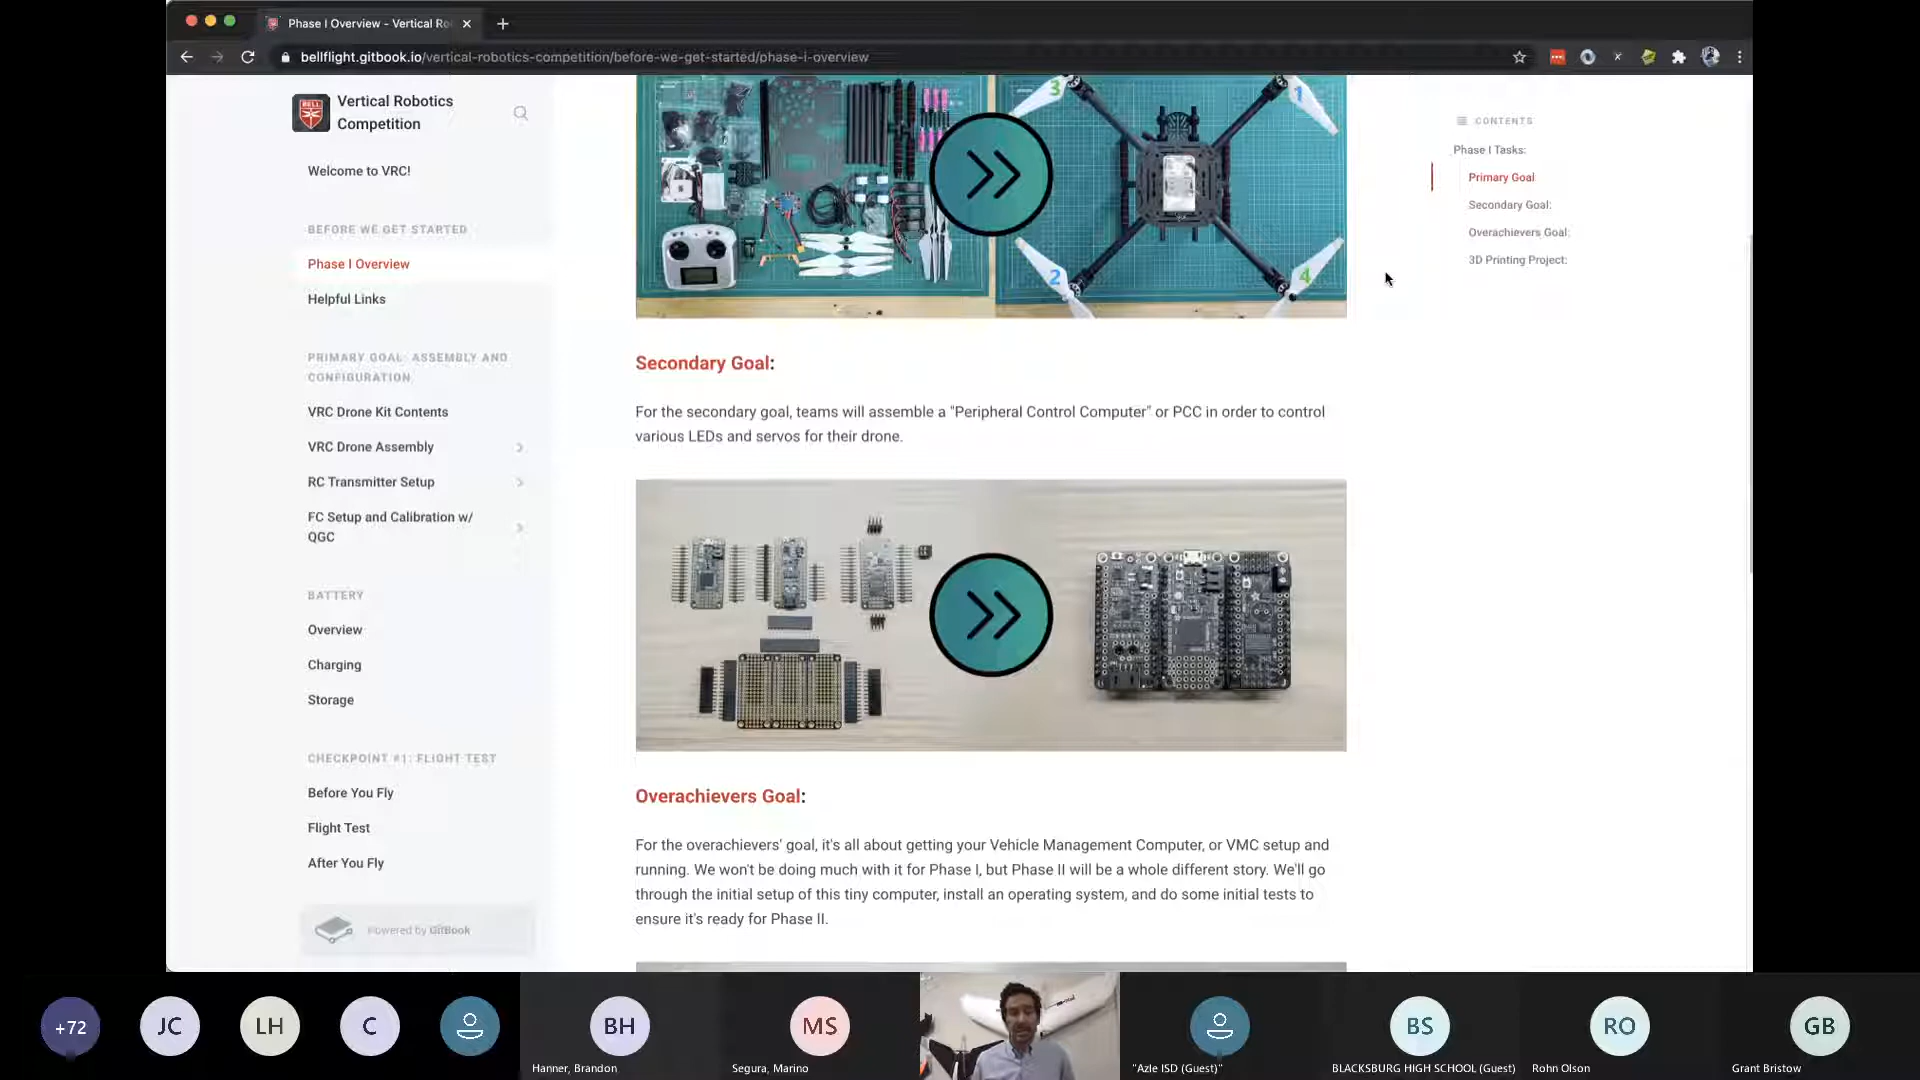 Phase I Overview - Vertical Ro
bellflight.gitbook.io/vertical-robotics-competition/before-we-get-started/phase-i-overview
BELL
Vertical Robotics
Competition
Welcome to VRC!
BEFORE WE GET STARTED
Phase I Overview
Helpful Links
PRIMARY GOAL: ASSEMBLY AND
CONFIGURATION
VRC Drone Kit Contents
VRC Drone Assembly
RC Transmitter Setup
FC Setup and Calibration w/
QGC
BATTERY
Overview
Charging
Storage
CHECKPOINT #1: FLIGHT TEST
Before You Fly
Flight Test
After You Fly
Powered by GitBook
3
1
2
4
Secondary Goal:
For the secondary goal, teams will assemble a "Peripheral Control Computer" or PCC in order to control
various LEDs and servos for their drone.
Overachievers Goal:
For the overachievers' goal, it's all about getting your Vehicle Management Computer, or VMC setup and
running. We won't be doing much with it for Phase I, but Phase II will be a whole different story. We'll go
through the initial setup of this tiny computer, install an operating system, and do some initial tests to
ensure it's ready for Phase II.
CONTENTS
Phase I Tasks:
Primary Goal
Secondary Goal:
Overachievers Goal:
3D Printing Project:
+72
JC
LH
C
BH
Hanner, Brandon
MS
Segura, Marino
"Azle ISD (Guest)"
BS
BLACKSBURG HIGH SCHOOL (Guest)
RO
Rohn Olson
GB
Grant Bristow